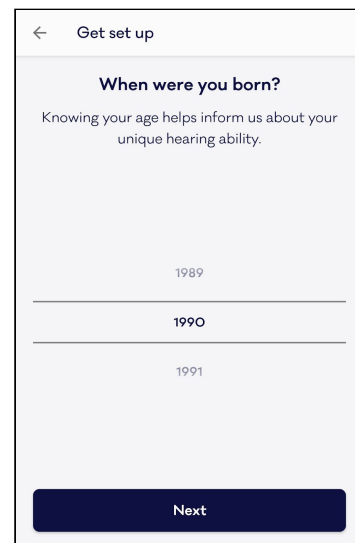 Get set up
When were you born?
Knowing your age helps inform us about your
unique hearing ability.
1989
1990
1991
Next